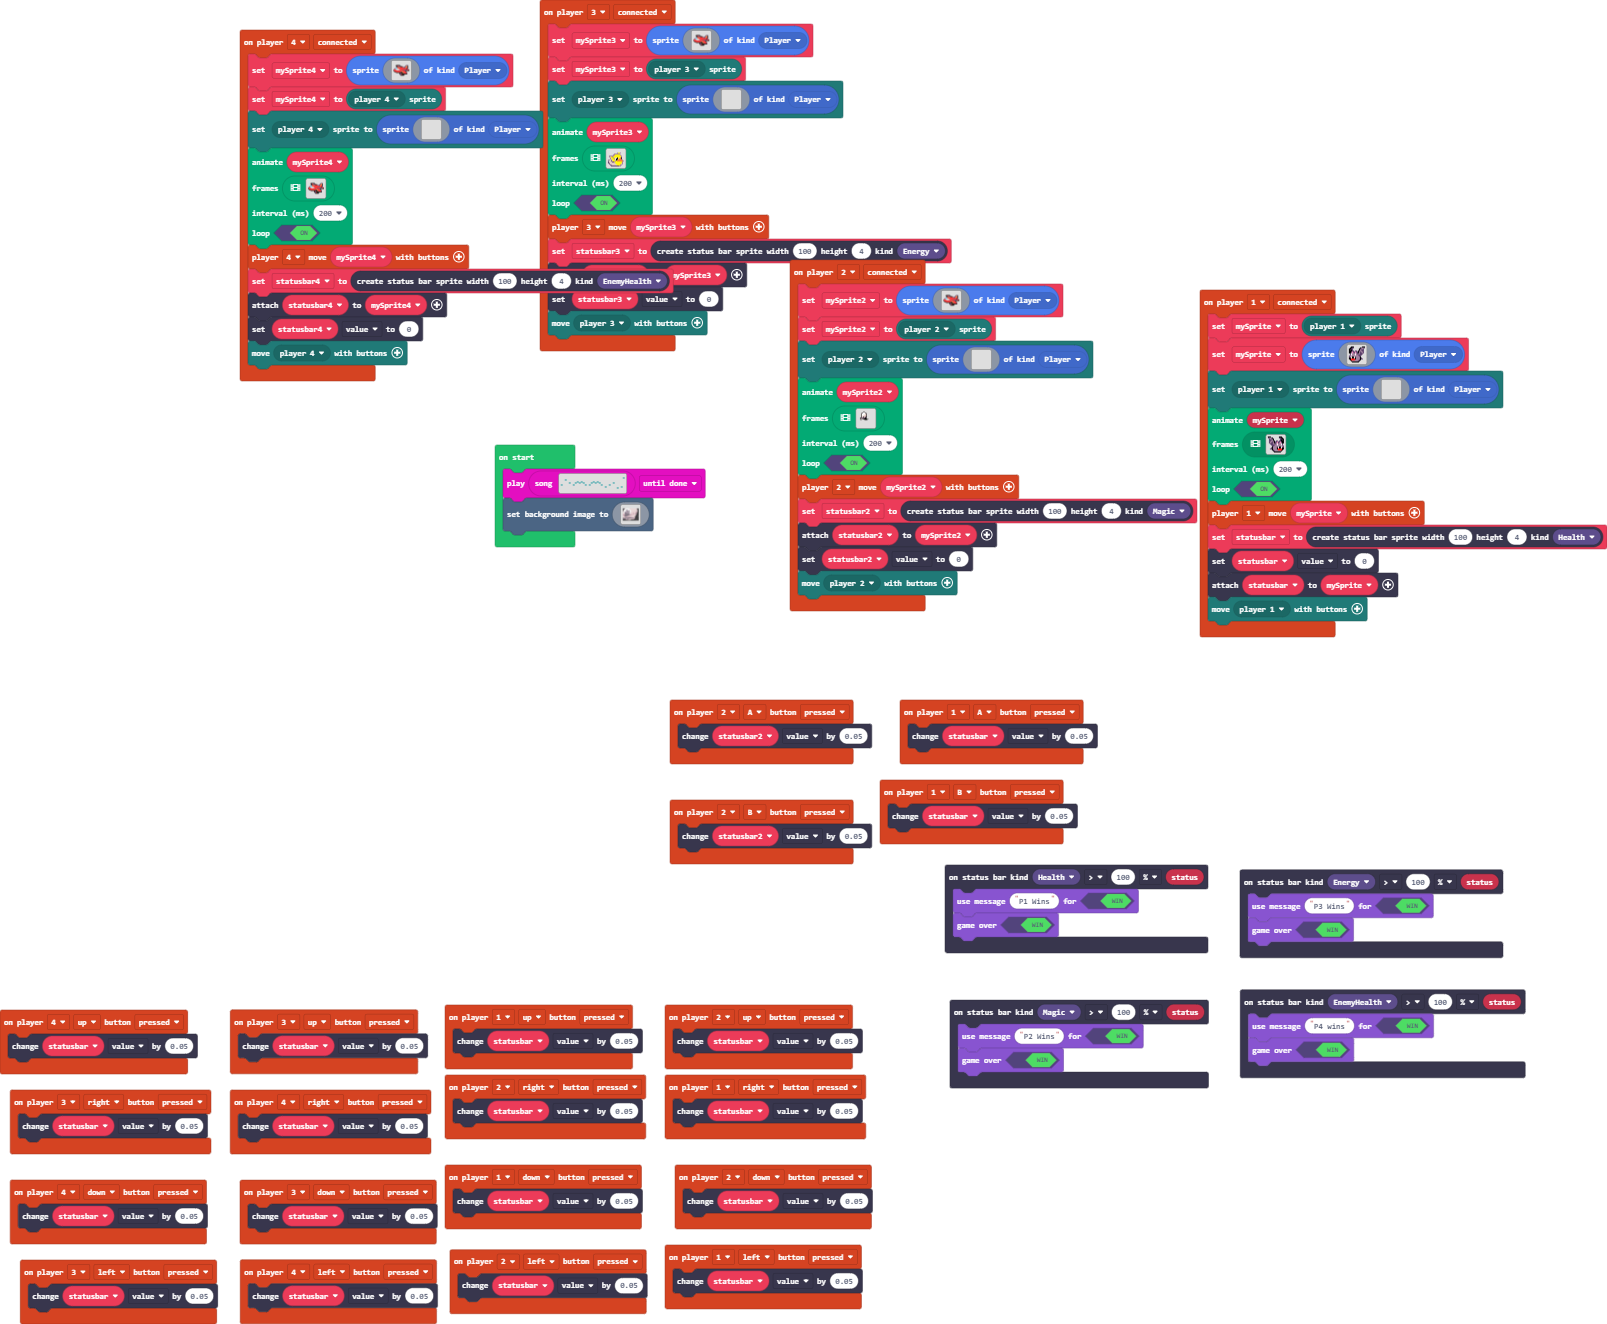 on player 4 connected
set mySprite4 to sprite of kind Player
set mySprite4 to player 4 sprite
set player 4 sprite to sprite of kind Player
animate mySprite4
frames
interval (ms) 200
loop ON
player 4 move mySprite4 with buttons
set statusbar4 to create status bar sprite width 100 height 4 kind EnemyHealth
attach statusbar4 to mySprite4
set statusbar4 value to 0
move player 4 with buttons
on player 3 connected
set mySprite3 to sprite of kind Player
set mySprite3 to player 3 sprite
set player 3 sprite to sprite of kind Player
animate mySprite3
frames
interval (ms) 200
loop ON
player 3 move mySprite3 with buttons
set statusbar3 to create status bar sprite width 100 height 4 kind Energy
ySprite3
set statusbar3 value to 0
move player 3 with buttons
on player 2 connected
set mySprite2 to sprite of kind Player
set mySprite2 to player 2 sprite
set player 2 sprite to sprite of kind Player
animate mySprite2
frames
interval (ms) 200
loop ON
player 2 move mySprite2 with buttons
set statusbar2 to create status bar sprite width 100 height 4 kind Magic
attach statusbar2 to mySprite2
set statusbar2 value to 0
move player 2 with buttons
on player 1 connected
set mySprite to player 1 sprite
set mySprite to sprite of kind Player
set player 1 sprite to sprite of kind Player
animate mySprite
frames
interval (ms) 200
loop ON
player 1 move mySprite with buttons
set statusbar to create status bar sprite width 100 height 4 kind Health
set statusbar value to 0
attach statusbar to mySprite
move player 1 with buttons
on start
play song until done
set background image to
on player 2 A button pressed
change statusbar2 value by 0.05
on player 1 A button pressed
change statusbar value by 0.05
on player 2 B button pressed
change statusbar2 value by 0.05
on player 1 B button pressed
change statusbar value by 0.05
on status bar kind Health > 100 % status
use message "P1 Wins" for WIN
game over WIN
on status bar kind Energy > 100 % status
use message "P3 Wins" for WIN
game over WIN
on status bar kind Magic > 100 % status
use message "P2 Wins" for WIN
game over WIN
on status bar kind EnemyHealth > 100 % status
use message "P4 wins" for WIN
game over WIN
on player 4 up button pressed
change statusbar value by 0.05
on player 3 up button pressed
change statusbar value by 0.05
on player 1 up button pressed
change statusbar value by 0.05
on player 2 up button pressed
change statusbar value by 0.05
on player 3 right button pressed
change statusbar value by 0.05
on player 4 right button pressed
change statusbar value by 0.05
on player 2 right button pressed
change statusbar value by 0.05
on player 1 right button pressed
change statusbar value by 0.05
on player 4 down button pressed
change statusbar value by 0.05
on player 3 down button pressed
change statusbar value by 0.05
on player 1 down button pressed
change statusbar value by 0.05
on player 2 down button pressed
change statusbar value by 0.05
on player 3 left button pressed
change statusbar value by 0.05
on player 4 left button pressed
change statusbar value by 0.05
on player 2 left button pressed
change statusbar value by 0.05
on player 1 left button pressed
change statusbar value by 0.05